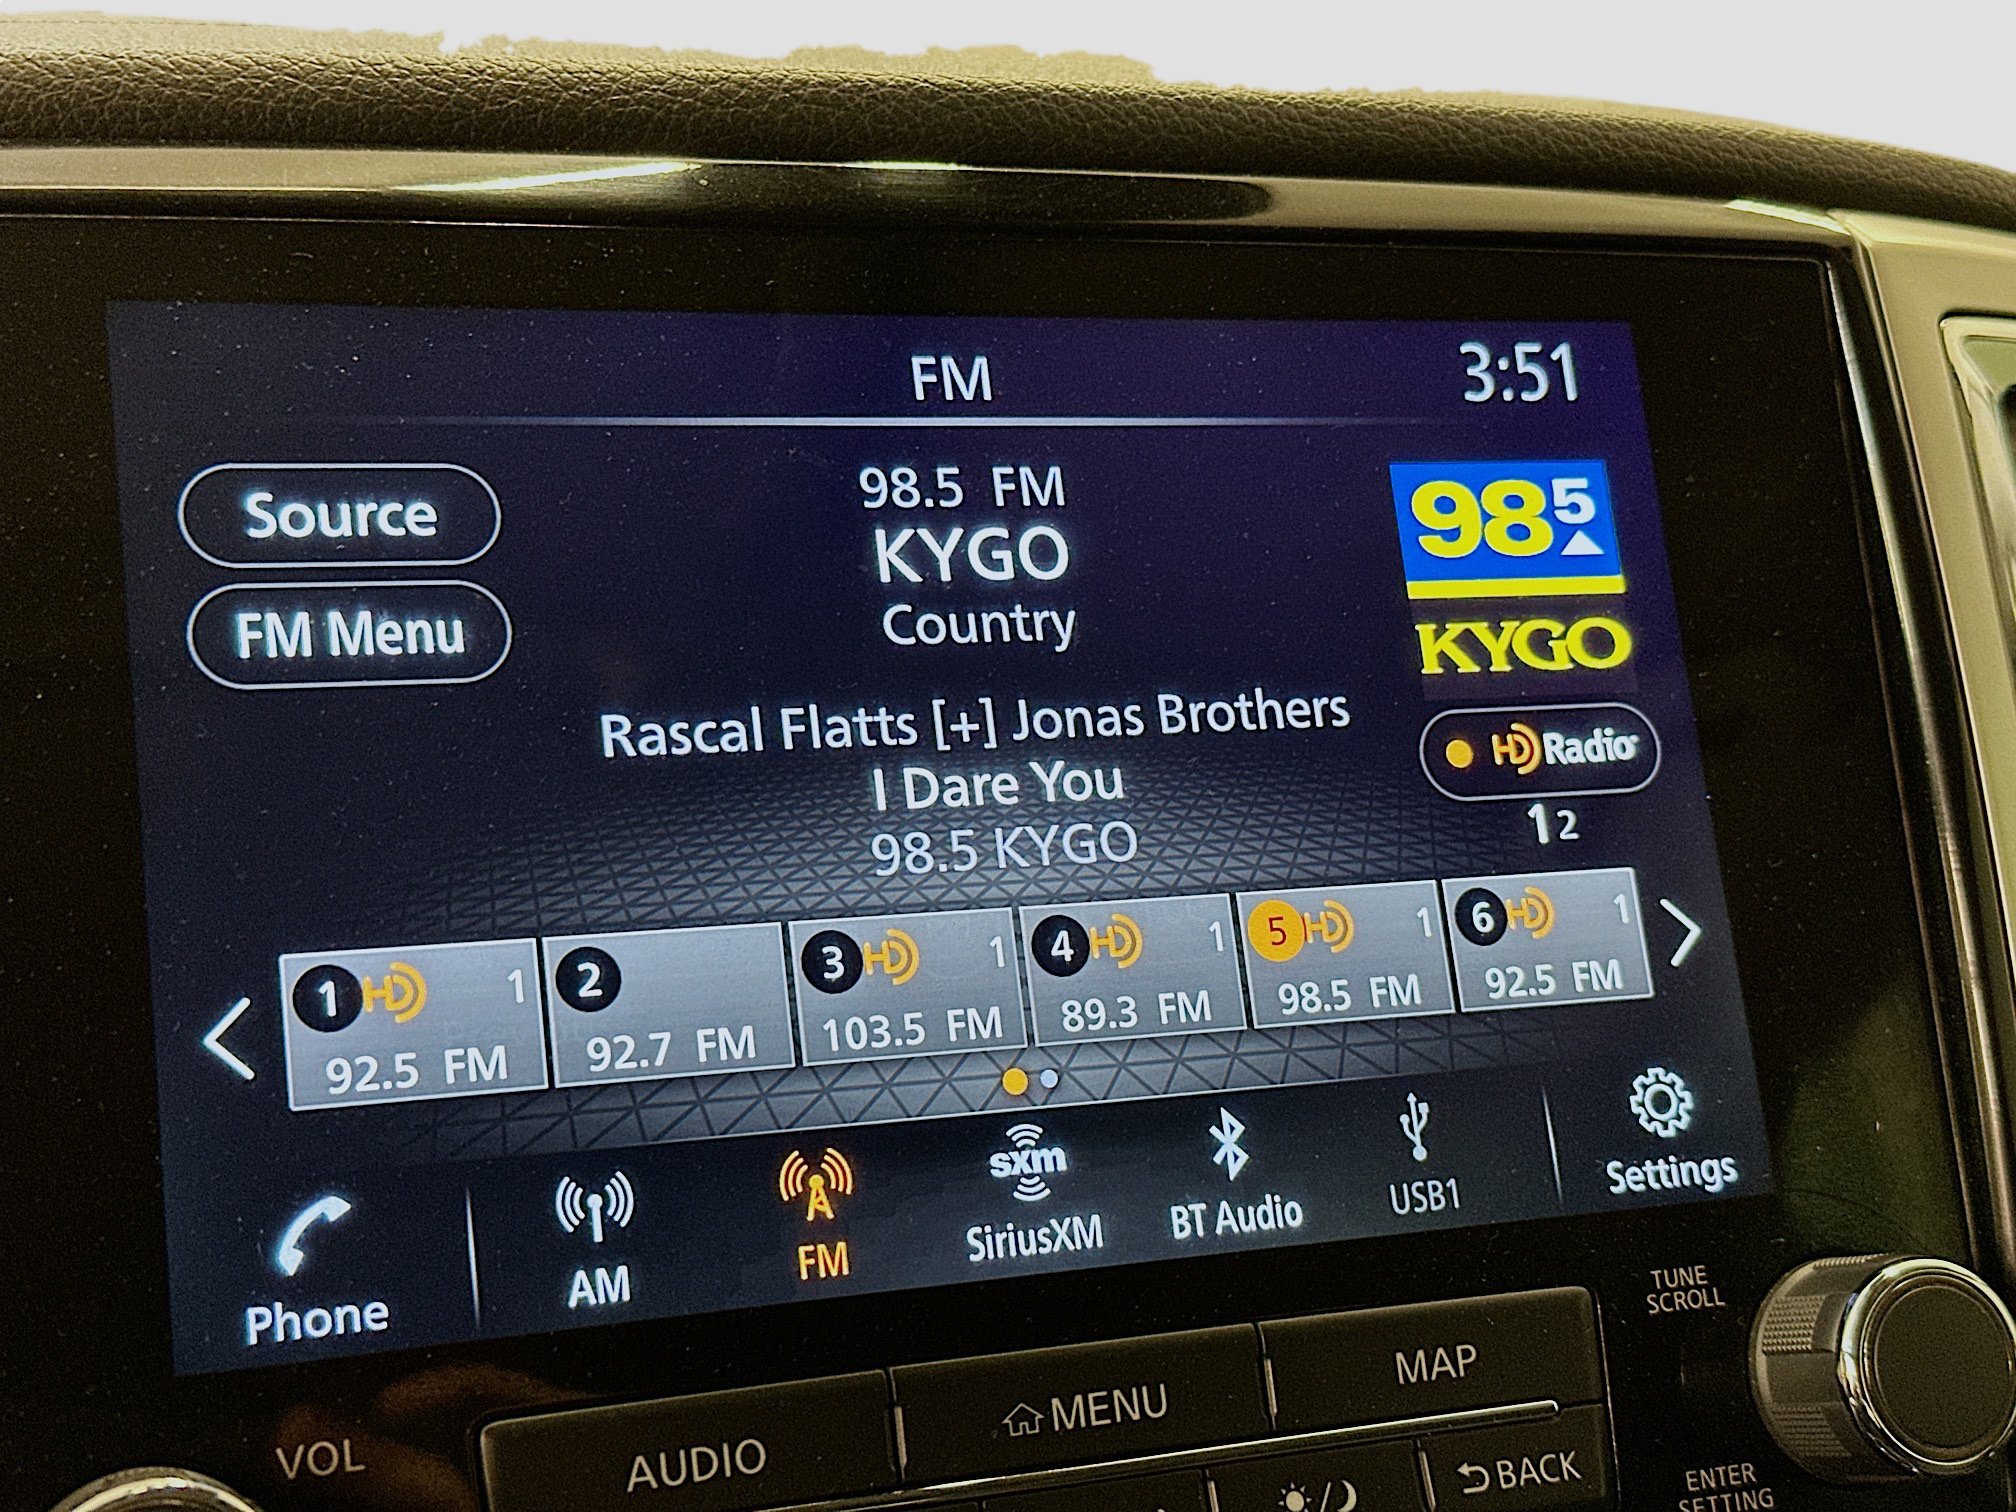 FM
3:51
Source
FM Menu
98.5 FM
KYGO
Country
985
KYGO
Rascal Flatts [+] Jonas Brothers
I Dare You
98.5 KYGO
HD Radio
1 2
1 HD 1
92.5 FM
2
92.7 FM
3 HD 1
103.5 FM
4 HD 1
89.3 FM
5 HD 1
98.5 FM
6 HD 1
92.5 FM
Phone
AM
FM
sxm
SiriusXM
BT Audio
USB1
Settings
VOL
AUDIO
MENU
MAP
BACK
TUNE
SCROLL
ENTER
SETTING